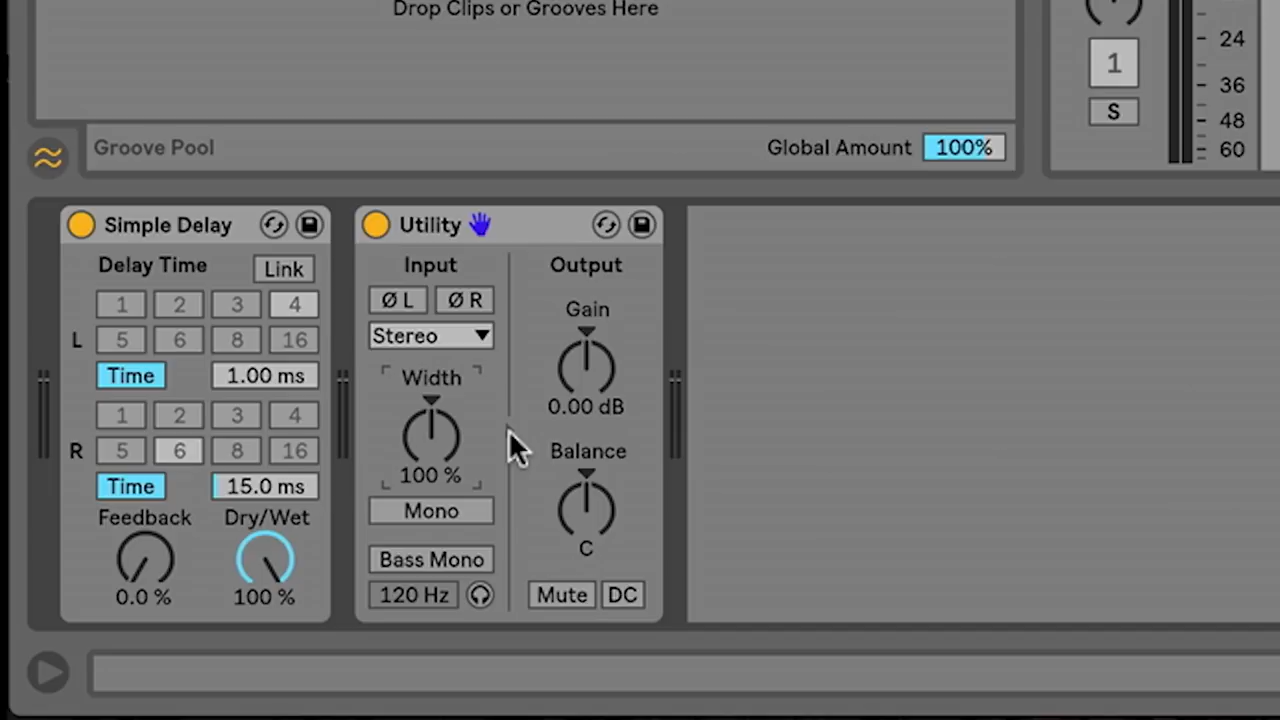 Drop Clips or Grooves Here
24
1
36
S
48
60
Groove Pool
Global Amount 100%
Simple Delay
Delay Time Link
1 2 3 4
L 5 6 8 16
Time 1.00 ms
1 2 3 4
R 5 6 8 16
Time 15.0 ms
Feedback Dry/Wet
0.0 % 100 %
Utility
Input
Ø L Ø R
Stereo
Width
100 %
Mono
Bass Mono
120 Hz
Output
Gain
0.00 dB
Balance
C
Mute DC